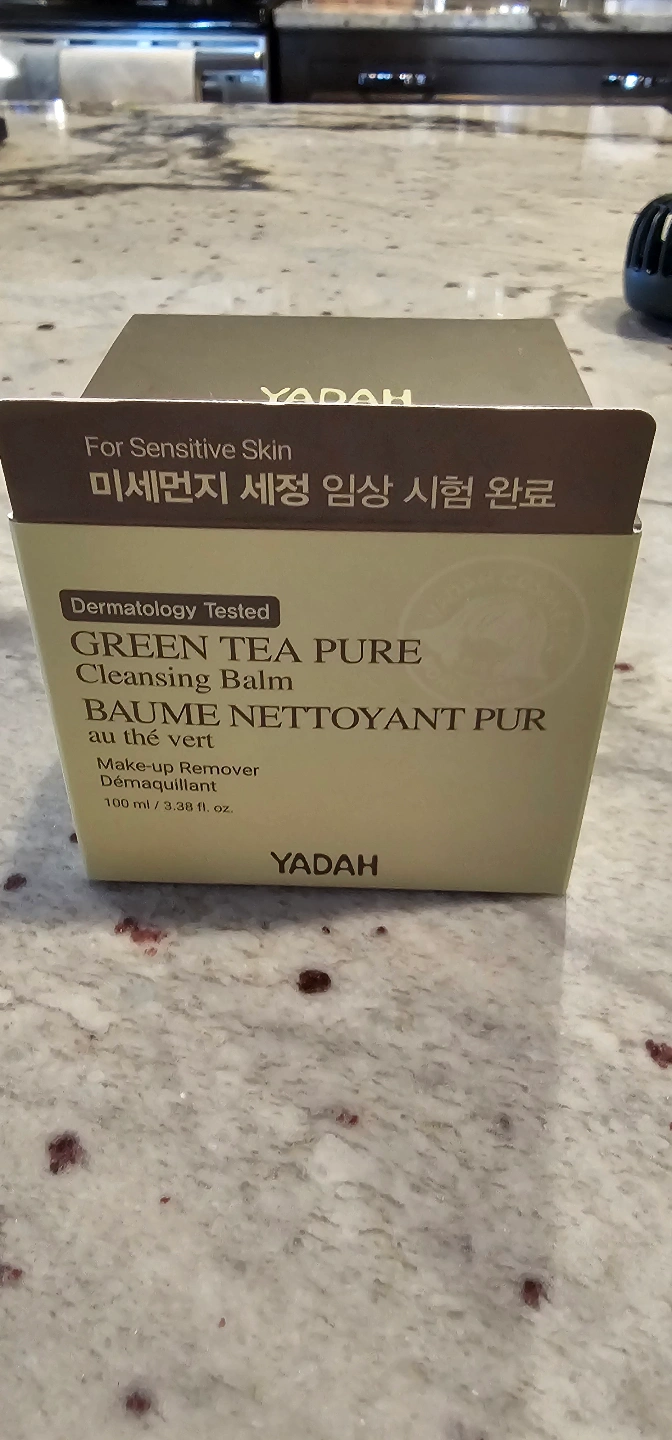 YADAH
For Sensitive Skin
미세먼지 세정 임상 시험 완료
Dermatology Tested
GREEN TEA PURE
Cleansing Balm
BAUME NETTOYANT PUR
au thé vert
Make-up Remover
Démaquillant
100 ml / 3.38 fl. oz.
YADAH